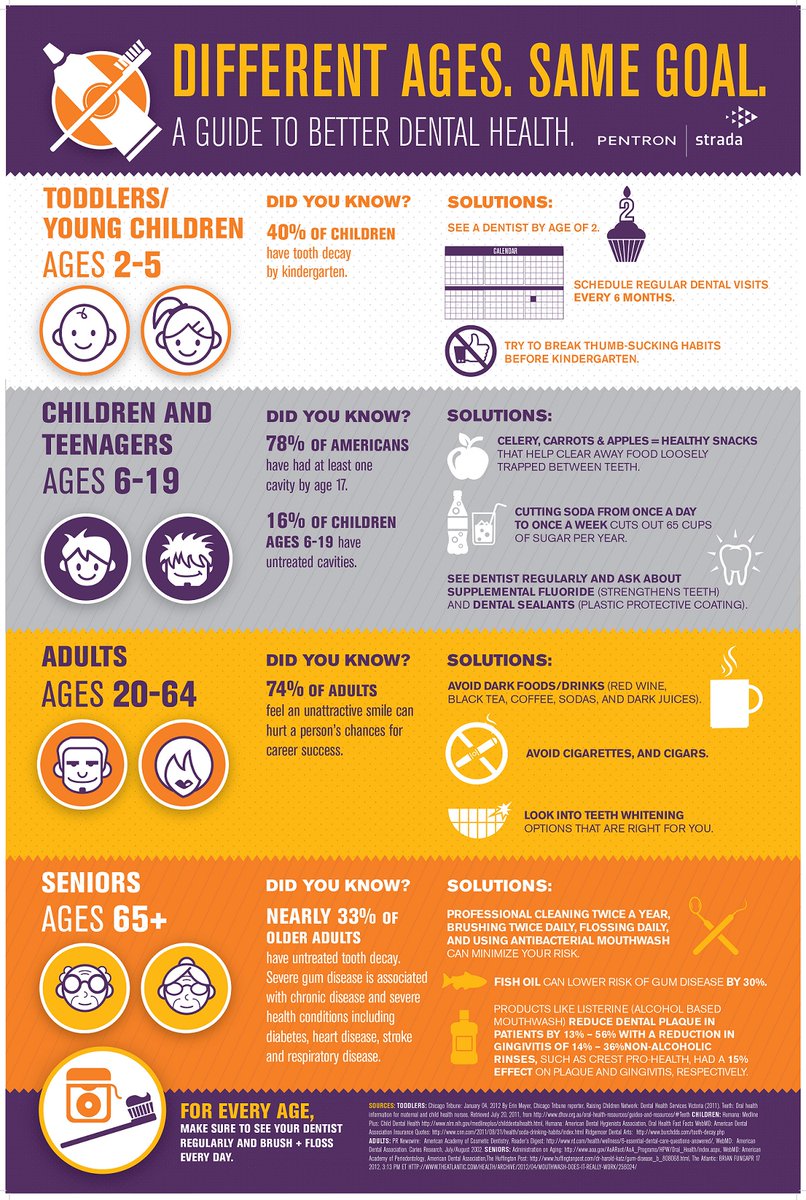 DIFFERENT AGES. SAME GOAL.
A GUIDE TO BETTER DENTAL HEALTH.
PENTRON
strada
TODDLERS/
YOUNG CHILDREN
AGES 2-5
DID YOU KNOW?
40% OF CHILDREN
have tooth decay
by kindergarten.
SOLUTIONS:
SEE A DENTIST BY AGE OF 2.
2
CALENDAR
SCHEDULE REGULAR DENTAL VISITS
EVERY 6 MONTHS.
TRY TO BREAK THUMB-SUCKING HABITS
BEFORE KINDERGARTEN.
CHILDREN AND
TEENAGERS
AGES 6-19
DID YOU KNOW?
78% OF AMERICANS
have had at least one
cavity by age 17.
16% OF CHILDREN
AGES 6-19 have
untreated cavities.
SOLUTIONS:
CELERY, CARROTS & APPLES = HEALTHY SNACKS
THAT HELP CLEAR AWAY FOOD LOOSELY
TRAPPED BETWEEN TEETH.
CUTTING SODA FROM ONCE A DAY
TO ONCE A WEEK CUTS OUT 65 CUPS
OF SUGAR PER YEAR.
SEE DENTIST REGULARLY AND ASK ABOUT
SUPPLEMENTAL FLUORIDE (STRENGTHENS TEETH)
AND DENTAL SEALANTS (PLASTIC PROTECTIVE COATING).
ADULTS
AGES 20-64
DID YOU KNOW?
74% OF ADULTS
feel an unattractive smile can
hurt a person's chances for
career success.
SOLUTIONS:
AVOID DARK FOODS/DRINKS (RED WINE,
BLACK TEA, COFFEE, SODAS, AND DARK JUICES).
AVOID CIGARETTES, AND CIGARS.
LOOK INTO TEETH WHITENING
OPTIONS THAT ARE RIGHT FOR YOU.
SENIORS
AGES 65+
DID YOU KNOW?
NEARLY 33% OF
OLDER ADULTS
have untreated tooth decay.
Severe gum disease is associated
with chronic disease and severe
health conditions including
diabetes, heart disease, stroke
and respiratory disease.
SOLUTIONS:
PROFESSIONAL CLEANING TWICE A YEAR,
BRUSHING TWICE DAILY, FLOSSING DAILY,
AND USING ANTIBACTERIAL MOUTHWASH
CAN MINIMIZE YOUR RISK.
FISH OIL CAN LOWER RISK OF GUM DISEASE BY 30%.
PRODUCTS LIKE LISTERINE (ALCOHOL BASED
MOUTHWASH) REDUCE DENTAL PLAQUE IN
PATIENTS BY 13% – 56% WITH A REDUCTION IN
GINGIVITIS OF 14% – 36%NON-ALCOHOLIC
RINSES, SUCH AS CREST PRO-HEALTH, HAD A 15%
EFFECT ON PLAQUE AND GINGIVITIS, RESPECTIVELY.
FOR EVERY AGE,
MAKE SURE TO SEE YOUR DENTIST
REGULARLY AND BRUSH + FLOSS
EVERY DAY.
SOURCES: TODDLERS: Chicago Tribune: January 04, 2012 By Erin Meyer, Chicago Tribune reporter, Raising Children Network: Dental Health Services Victoria (2011). Teeth: Oral health
information for maternal and child health nurses. Retrieved July 20, 2011, from CHILDREN: Humana: Medline
Plus: Child Dental Health Humana; American Dental Association, Oral Health Fast Facts WebMD: American Dental
Association Insurance Quotes: Ridgemoor Dental Arts:
ADULTS: PR Newswire: American Academy of Cosmetic Dentistry, Reader's Digest: WebMD: American
Dental Association. Caries Research, July/August 2002. SENIORS: Administration on Aging: WebMD: American
Academy of Periodontology, American Dental Association, The Huffington Post: The Atlantic: BRIAN FUNG APR 17
2012, 3:13 PM ET HTTP://WWW.THEATLANTIC.COM/HEALTH/ARCHIVE/2012/04/MOUTHWASH-DOES-IT-REALLY-WORK/256024/